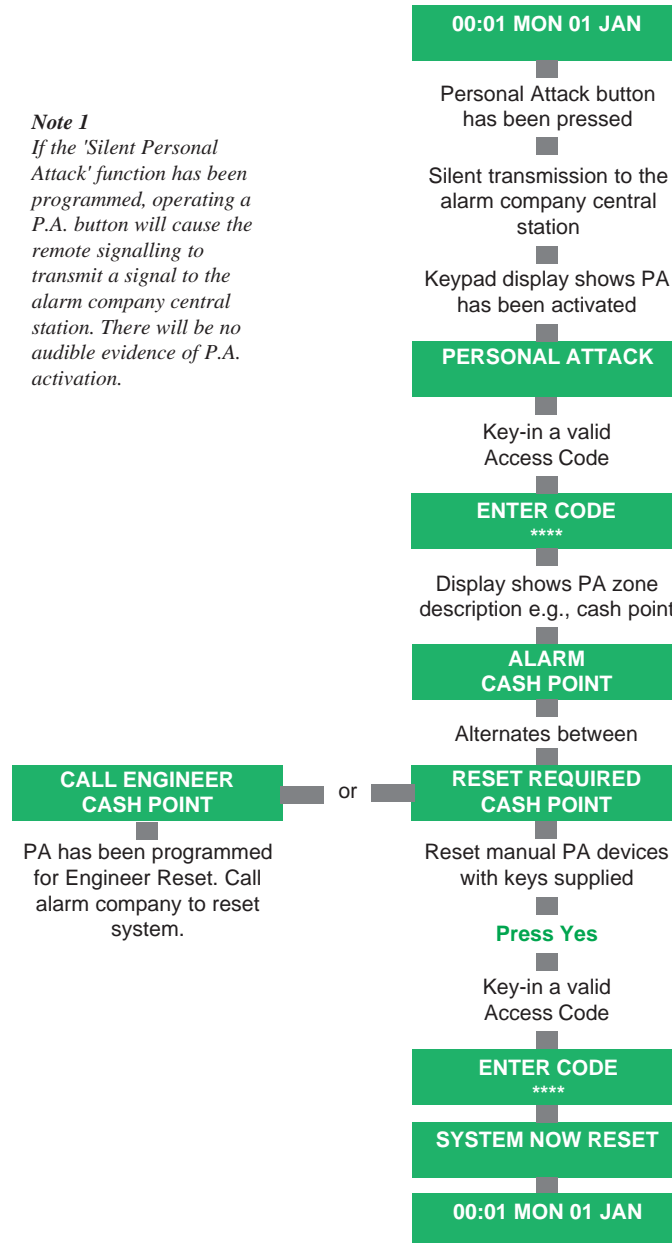 00:01 MON 01 JAN
Personal Attack button
has been pressed
Note 1
If the 'Silent Personal
Attack' function has been
programmed, operating a
P.A. button will cause the
remote signalling to
transmit a signal to the
alarm company central
station. There will be no
audible evidence of P.A.
activation.
Silent transmission to the
alarm company central
station
Keypad display shows PA
has been activated
PERSONAL ATTACK
Key-in a valid
Access Code
ENTER CODE
****
Display shows PA zone
description e.g., cash point
ALARM
CASH POINT
Alternates between
CALL ENGINEER
CASH POINT
or
RESET REQUIRED
CASH POINT
PA has been programmed
for Engineer Reset. Call
alarm company to reset
system.
Reset manual PA devices
with keys supplied
Press Yes
Key-in a valid
Access Code
ENTER CODE
****
SYSTEM NOW RESET
00:01 MON 01 JAN